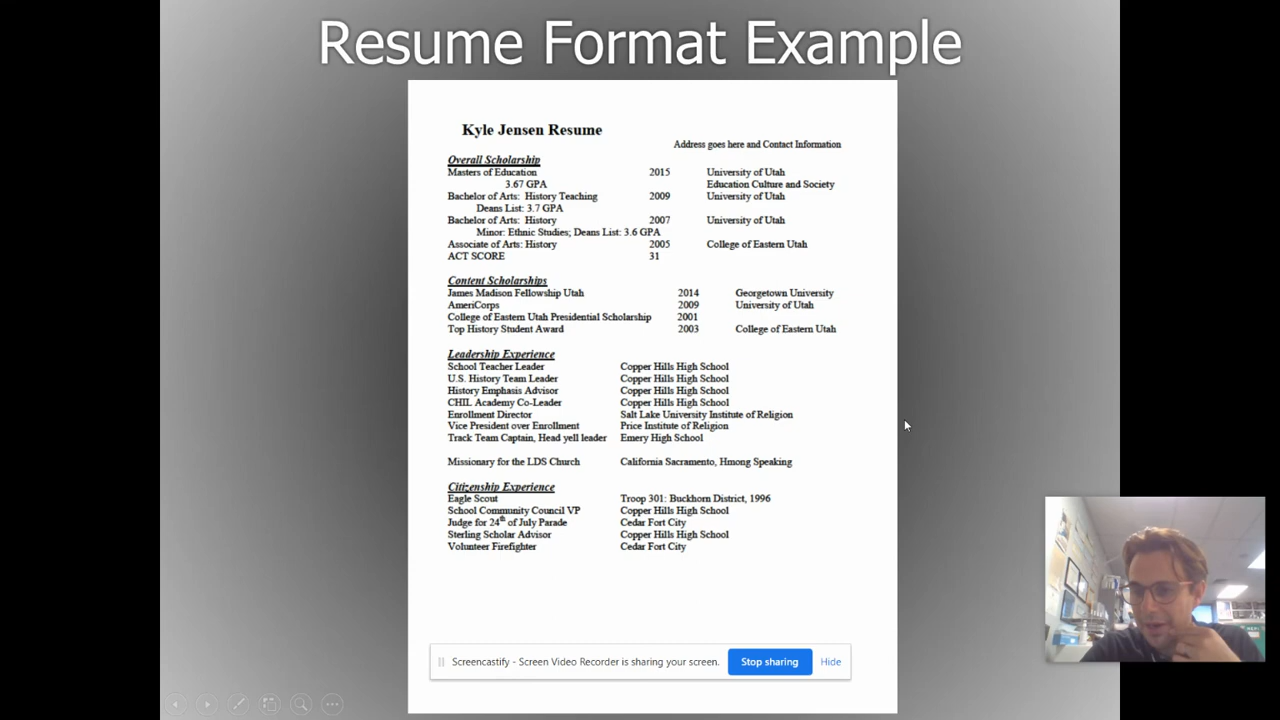 Resume Format Example
Kyle Jensen Resume
Address goes here and Contact Information
Overall Scholarship
Masters of Education 2015 University of Utah
3.67 GPA Education Culture and Society
Bachelor of Arts: History Teaching 2009 University of Utah
Deans List: 3.7 GPA
Bachelor of Arts: History 2007 University of Utah
Minor: Ethnic Studies; Deans List: 3.6 GPA
Associate of Arts: History 2005 College of Eastern Utah
ACT SCORE 31
Content Scholarships
James Madison Fellowship Utah 2014 Georgetown University
AmeriCorps 2009 University of Utah
College of Eastern Utah Presidential Scholarship 2001
Top History Student Award 2003 College of Eastern Utah
Leadership Experience
School Teacher Leader Copper Hills High School
U.S. History Team Leader Copper Hills High School
History Emphasis Advisor Copper Hills High School
CHIL Academy Co-Leader Copper Hills High School
Enrollment Director Salt Lake University Institute of Religion
Vice President over Enrollment Price Institute of Religion
Track Team Captain, Head yell leader Emery High School
Missionary for the LDS Church California Sacramento, Hmong Speaking
Citizenship Experience
Eagle Scout Troop 301: Buckhorn District, 1996
School Community Council VP Copper Hills High School
Judge for 24th of July Parade Cedar Fort City
Sterling Scholar Advisor Copper Hills High School
Volunteer Firefighter Cedar Fort City
Screencastify - Screen Video Recorder is sharing your screen. Stop sharing Hide